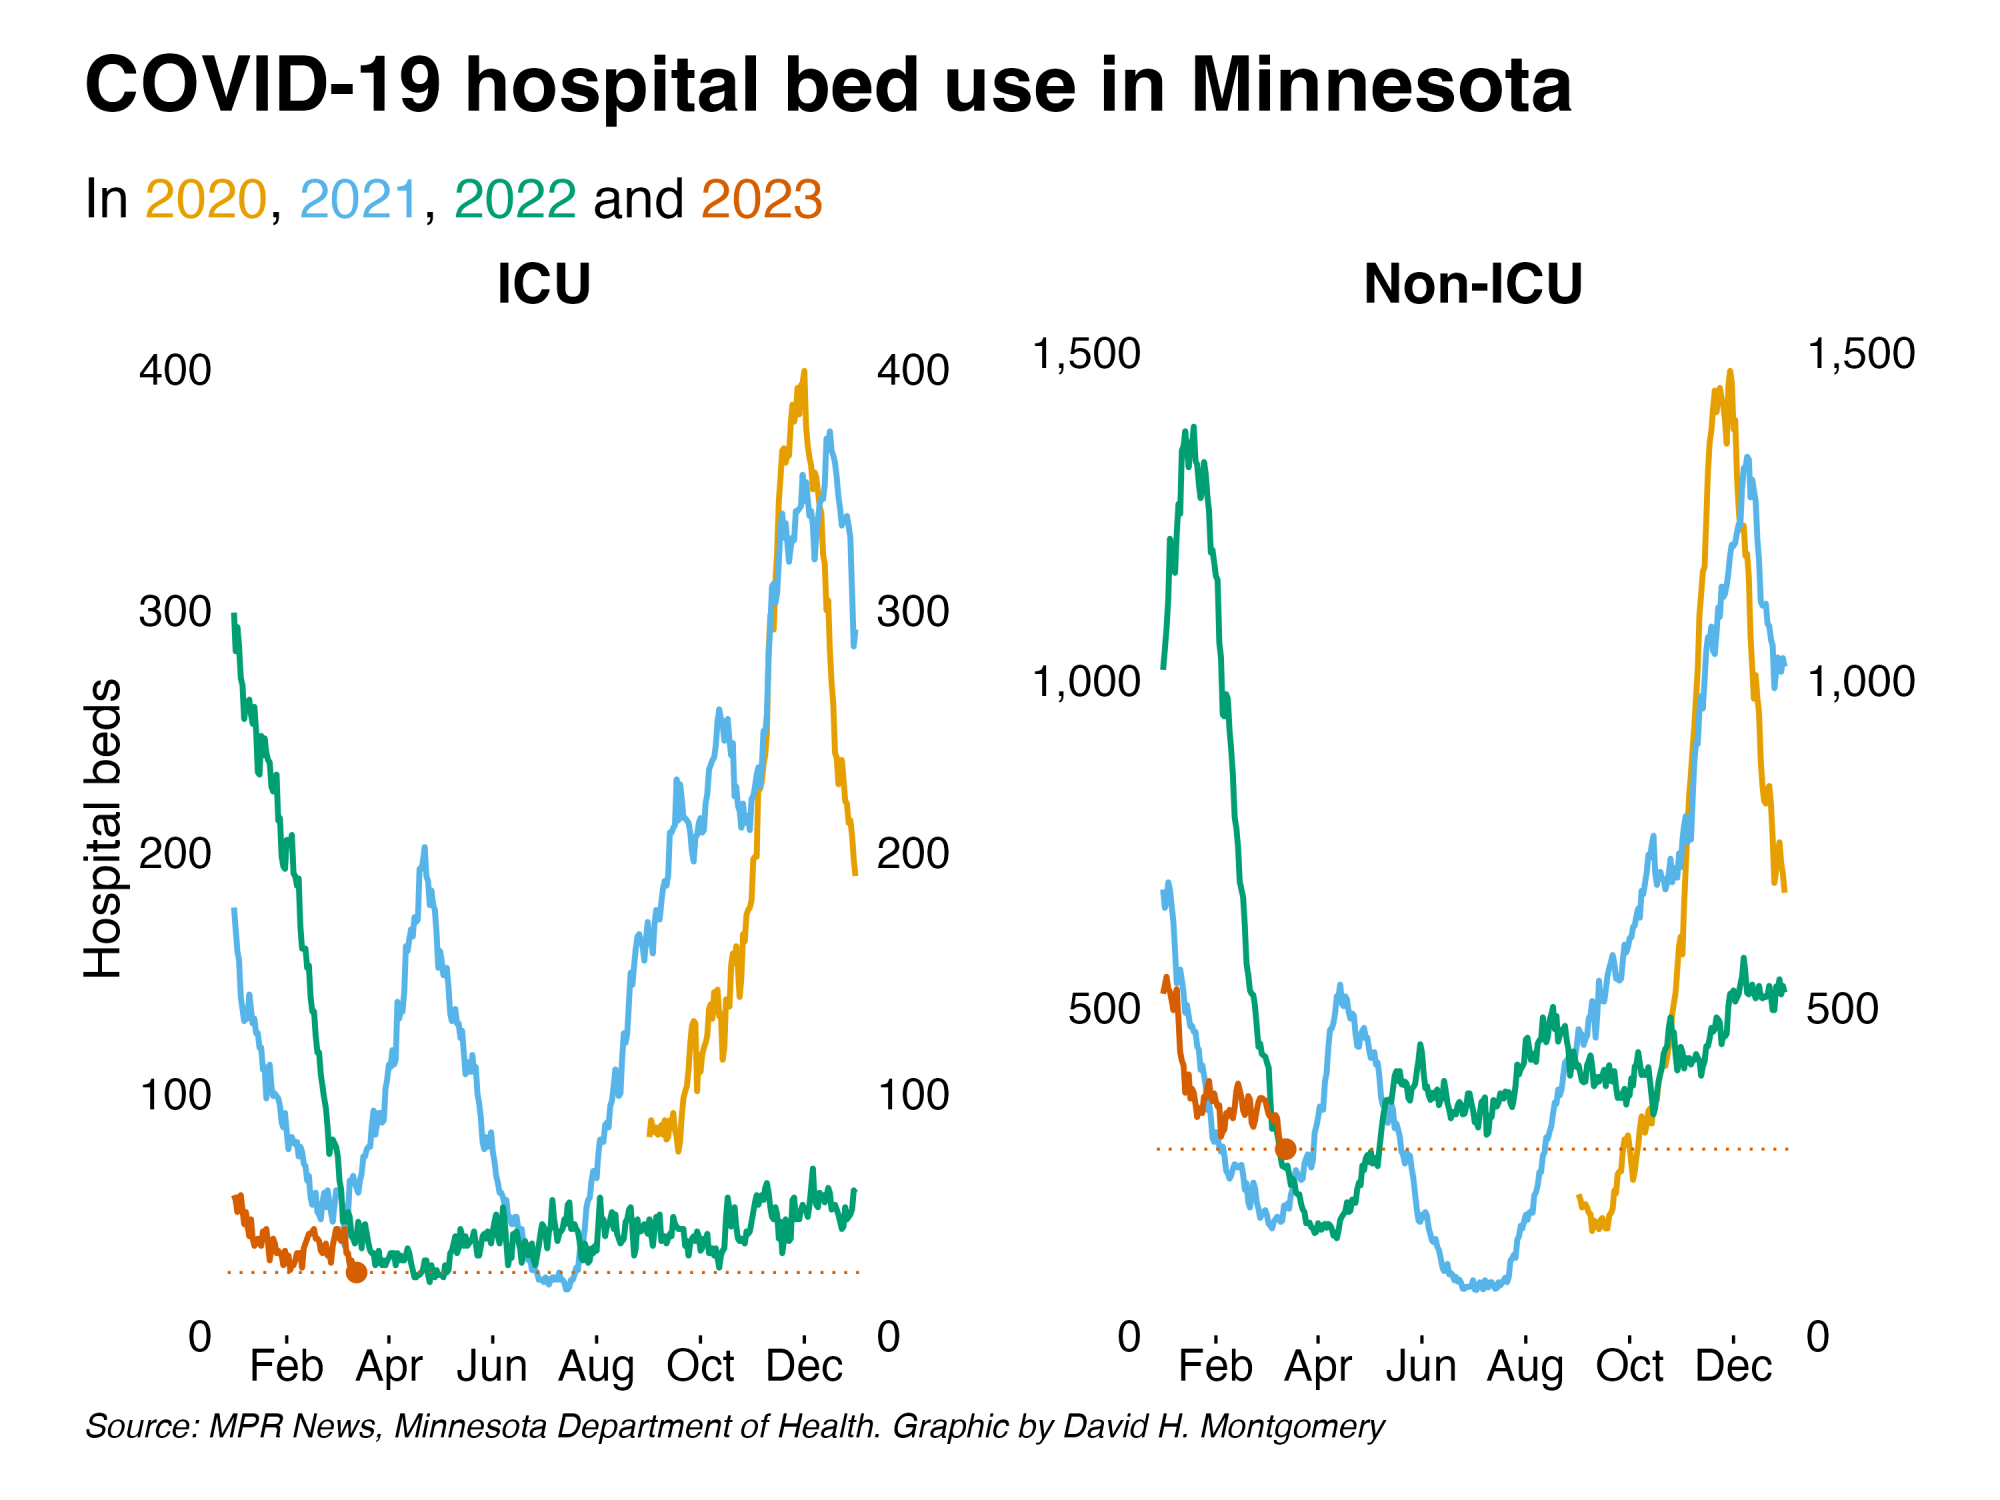 COVID-19 hospital bed use in Minnesota
In 2020, 2021, 2022 and 2023
ICU
Non-ICU
Hospital beds
400
300
200
100
0
400
300
200
100
0
Feb Apr Jun Aug Oct Dec
1,500
1,000
500
0
1,500
1,000
500
0
Feb Apr Jun Aug Oct Dec
Source: MPR News, Minnesota Department of Health. Graphic by David H. Montgomery